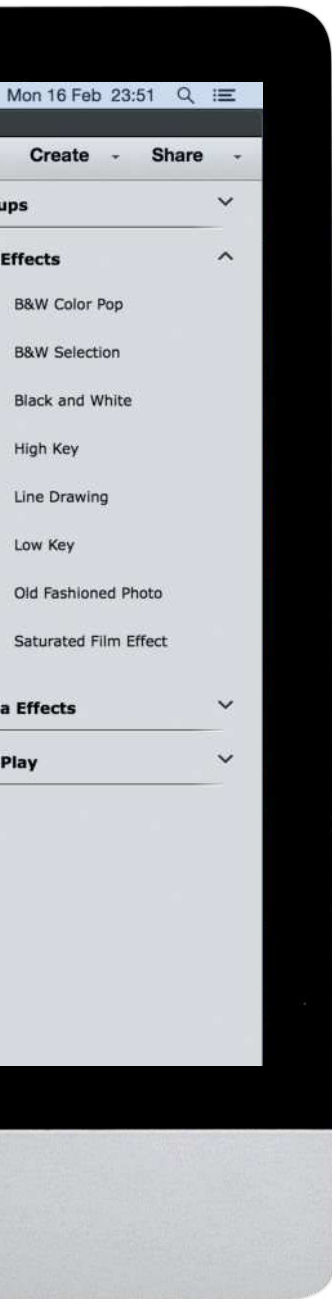 Mon 16 Feb 23:51
Create Share
ups
Effects
B&W Color Pop
B&W Selection
Black and White
High Key
Line Drawing
Low Key
Old Fashioned Photo
Saturated Film Effect
a Effects
Play